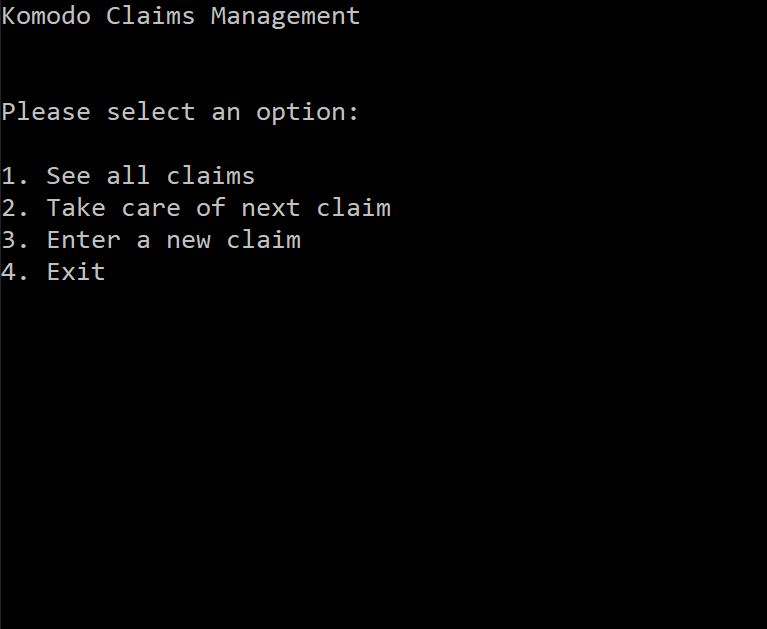 Komodo Claims Management
Please select an option:
1. See all claims
2. Take care of next claim
3. Enter a new claim
4. Exit